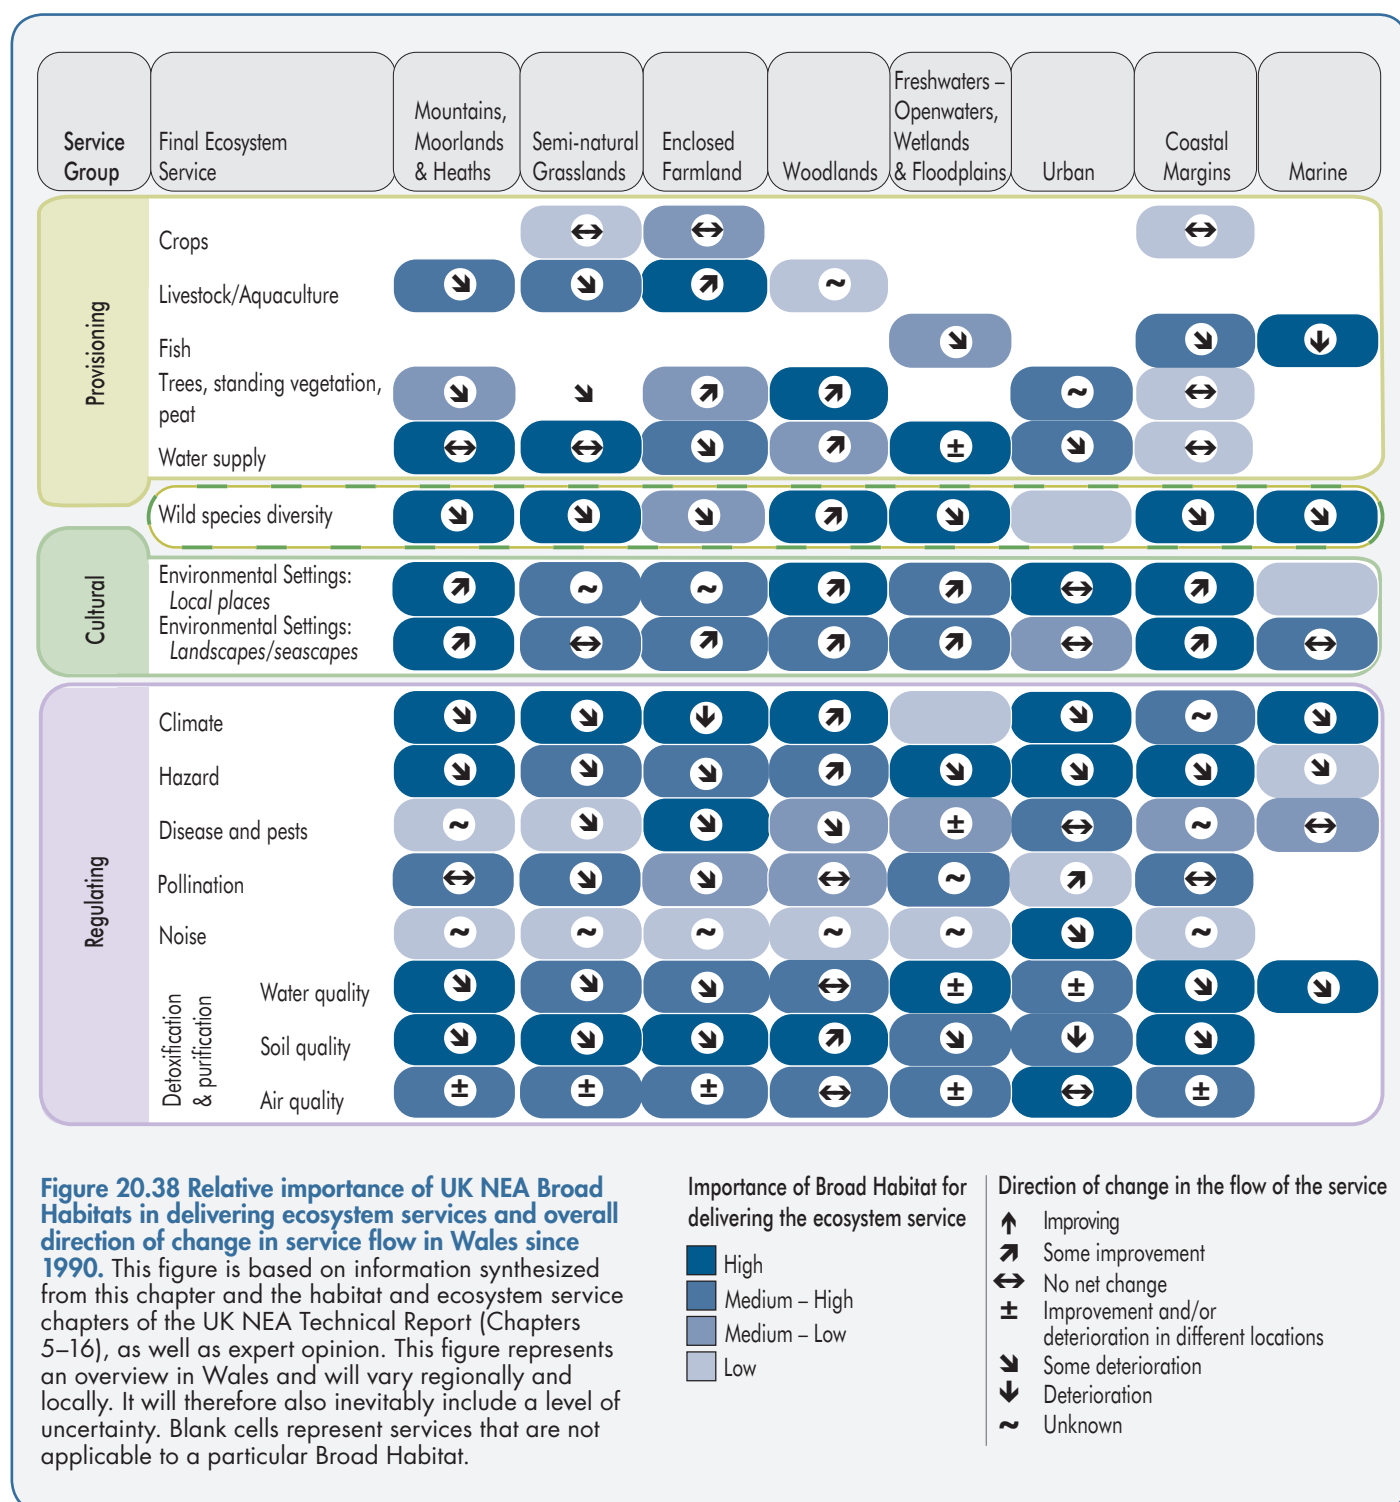 Service
Group
Final Ecosystem
Service
Mountains,
Moorlands
& Heaths
Semi-natural
Grasslands
Enclosed
Farmland
Woodlands
Freshwaters –
Openwaters,
Wetlands
& Floodplains
Urban
Coastal
Margins
Marine
Provisioning
Crops
Livestock/Aquaculture
Fish
Trees, standing vegetation,
peat
Water supply
Wild species diversity
Cultural
Environmental Settings:
Local places
Environmental Settings:
Landscapes/seascapes
Regulating
Climate
Hazard
Disease and pests
Pollination
Noise
Detoxification
& purification
Water quality
Soil quality
Air quality
Figure 20.38 Relative importance of UK NEA Broad
Habitats in delivering ecosystem services and overall
direction of change in service flow in Wales since
1990. This figure is based on information synthesized
from this chapter and the habitat and ecosystem service
chapters of the UK NEA Technical Report (Chapters
5–16), as well as expert opinion. This figure represents
an overview in Wales and will vary regionally and
locally. It will therefore also inevitably include a level of
uncertainty. Blank cells represent services that are not
applicable to a particular Broad Habitat.
Importance of Broad Habitat for
delivering the ecosystem service
High
Medium – High
Medium – Low
Low
Direction of change in the flow of the service
Improving
Some improvement
No net change
± Improvement and/or
deterioration in different locations
Some deterioration
Deterioration
~ Unknown